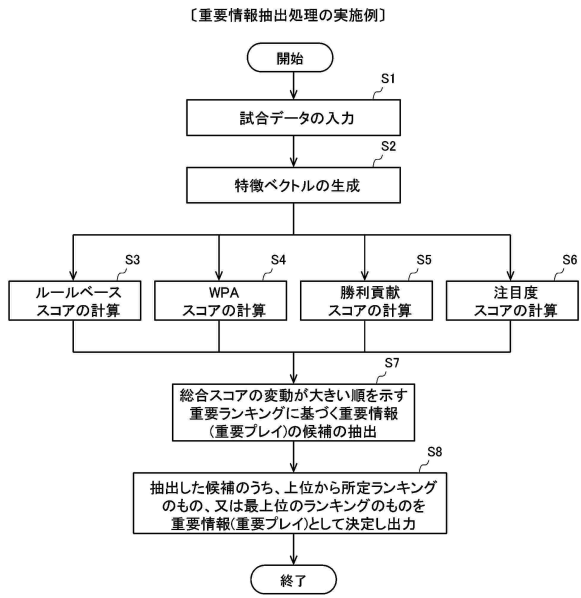 〔重要情報抽出処理の実施例〕
開始
S1
試合データの入力
S2
特徴ベクトルの生成
S3
ルールベース
スコアの計算
S4
WPA
スコアの計算
S5
勝利貢献
スコアの計算
S6
注目度
スコアの計算
S7
総合スコアの変動が大きい順を示す
重要ランキングに基づく重要情報
(重要プレイ)の候補の抽出
S8
抽出した候補のうち、上位から所定ランキング
のもの、又は最上位のランキングのものを
重要情報(重要プレイ)として決定し出力
終了